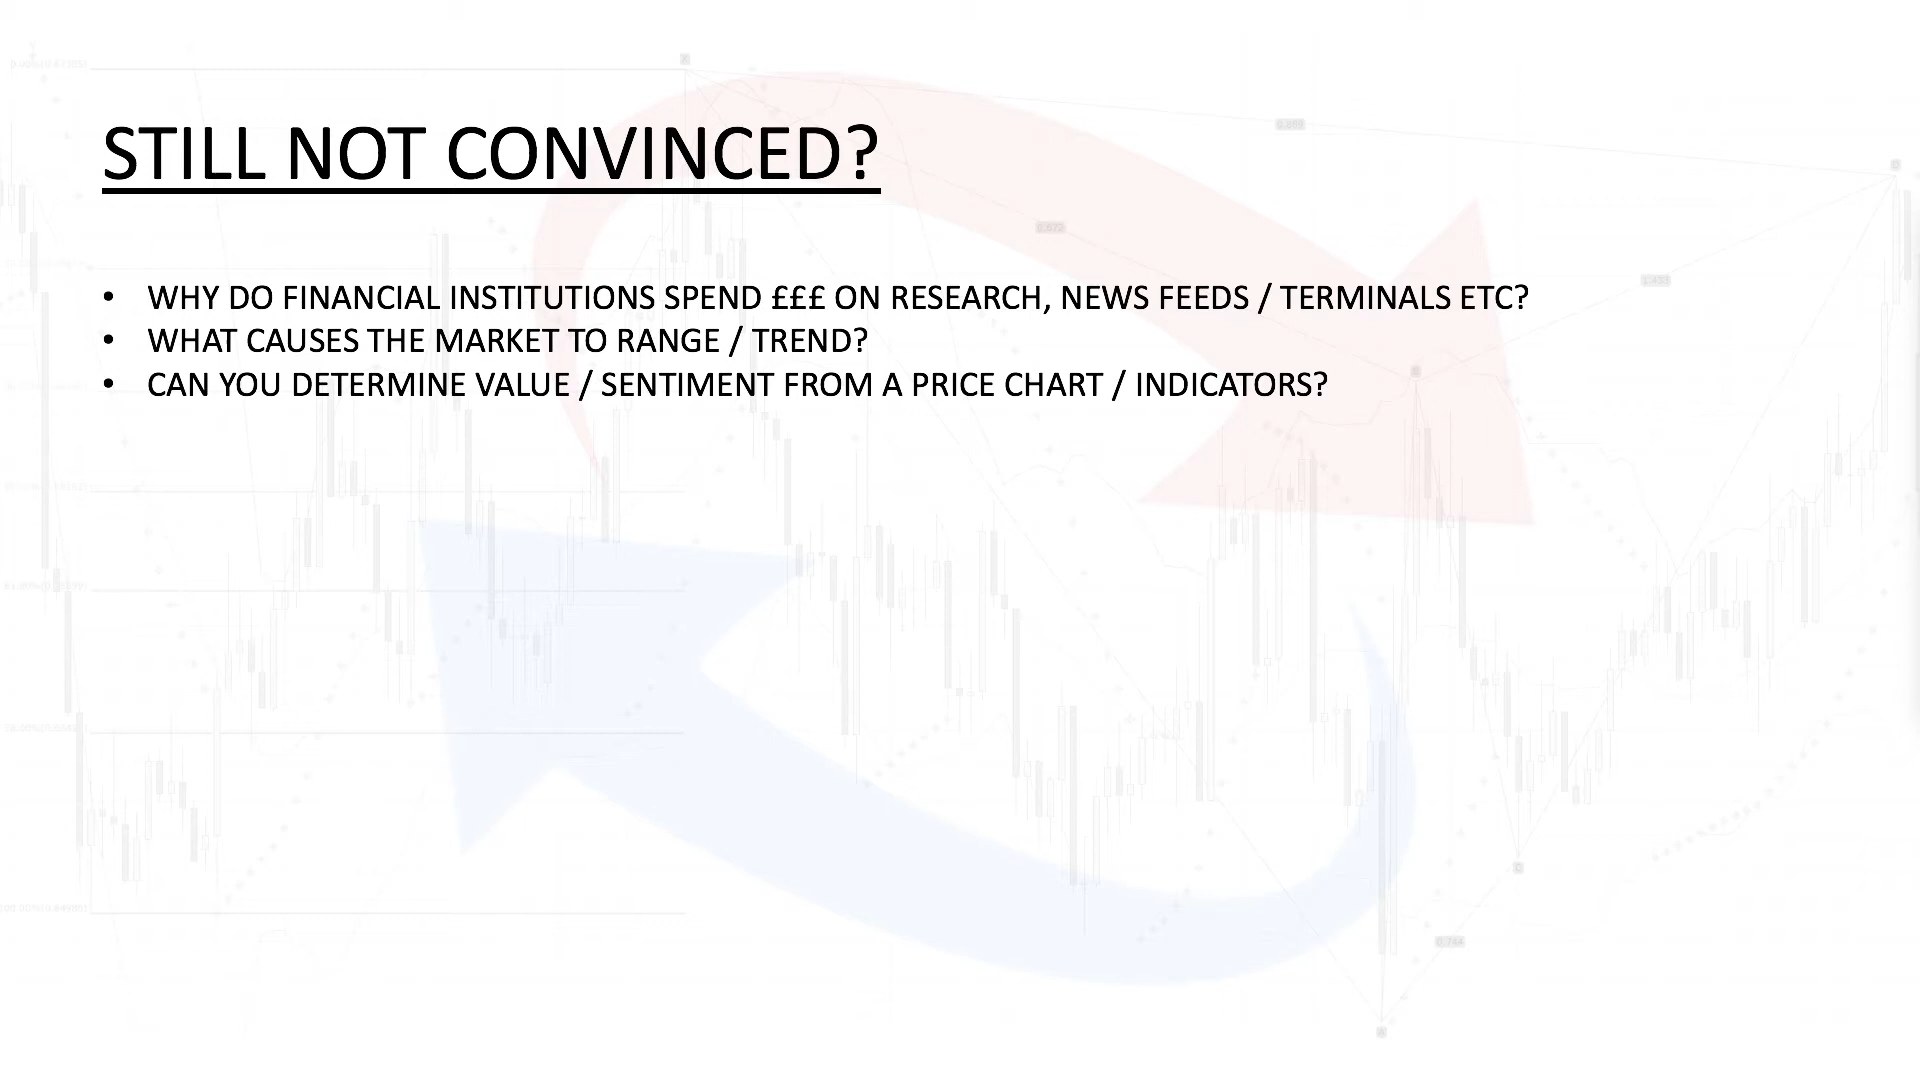 STILL NOT CONVINCED?
• WHY DO FINANCIAL INSTITUTIONS SPEND £££ ON RESEARCH, NEWS FEEDS / TERMINALS ETC?
• WHAT CAUSES THE MARKET TO RANGE / TREND?
• CAN YOU DETERMINE VALUE / SENTIMENT FROM A PRICE CHART / INDICATORS?